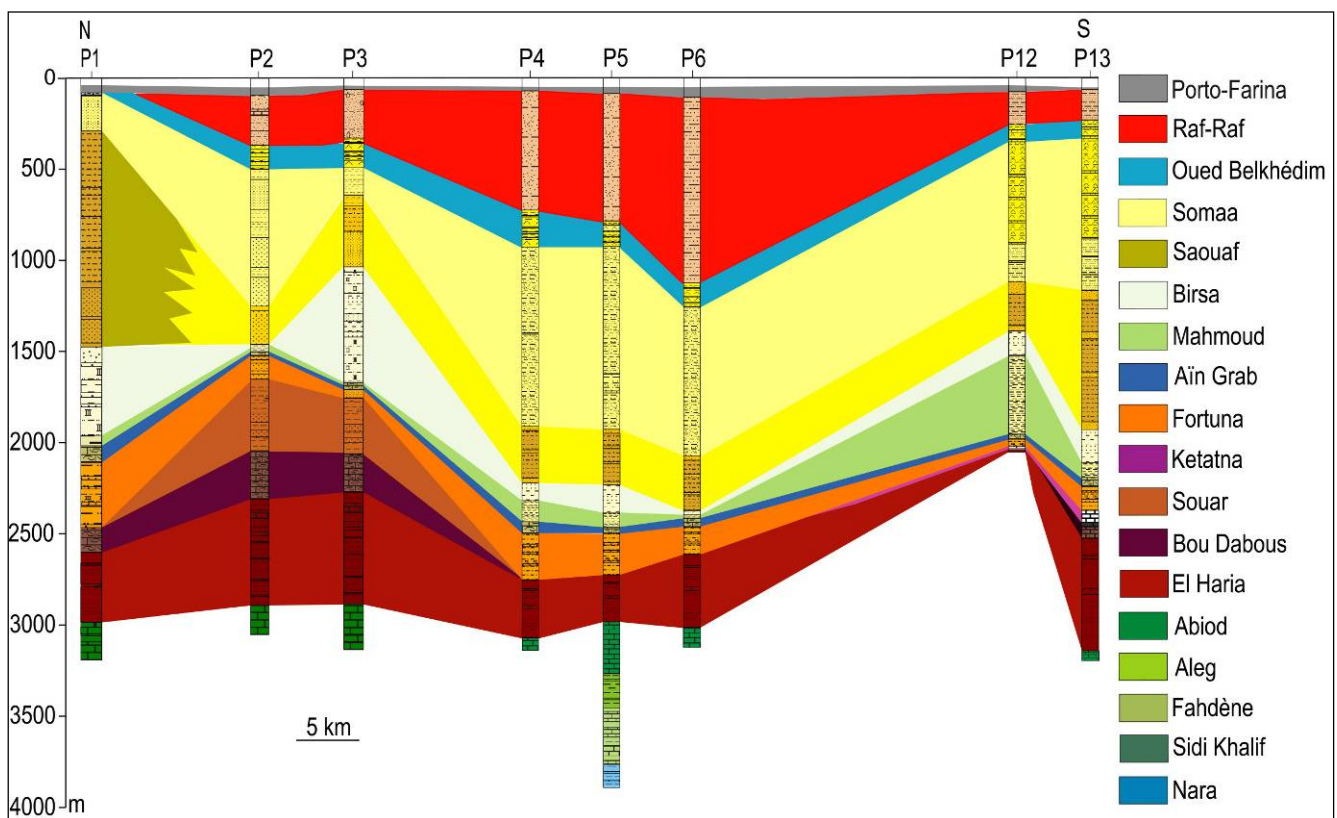 N S
P1 P2 P3 P4 P5 P6 P12 P13
0
500
1000
1500
2000
2500
3000
3500
4000 m
5 km
Porto-Farina
Raf-Raf
Oued Belkhédim
Somaa
Saouaf
Birsa
Mahmoud
Aïn Grab
Fortuna
Ketatna
Souar
Bou Dabous
El Haria
Abiod
Aleg
Fahdène
Sidi Khalif
Nara